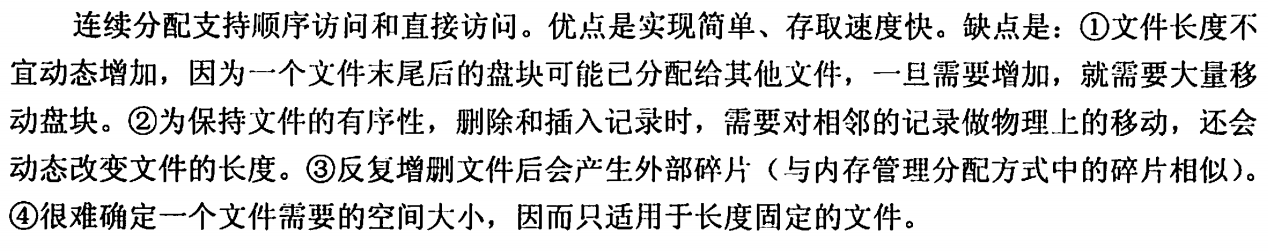 连续分配支持顺序访问和直接访问。优点是实现简单、存取速度快。缺点是：①文件长度不
宜动态增加，因为一个文件末尾后的盘块可能已分配给其他文件，一旦需要增加，就需要大量移
动盘块。②为保持文件的有序性，删除和插入记录时，需要对相邻的记录做物理上的移动，还会
动态改变文件的长度。③反复增删文件后会产生外部碎片（与内存管理分配方式中的碎片相似）。
④很难确定一个文件需要的空间大小，因而只适用于长度固定的文件。